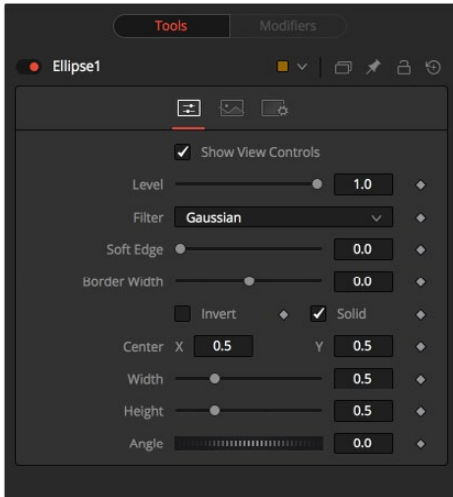 Tools Modifiers
Ellipse1
Show View Controls
Level 1.0
Filter Gaussian
Soft Edge 0.0
Border Width 0.0
Invert Solid
Center X 0.5 Y 0.5
Width 0.5
Height 0.5
Angle 0.0